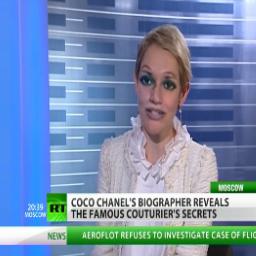 MOSCOW
20:39
MOSCOW
RT
COCO CHANEL'S BIOGRAPHER REVEALS
THE FAMOUS COUTURIER'S SECRETS
NEWS
AEROFLOT REFUSES TO INVESTIGATE CASE OF FLIG